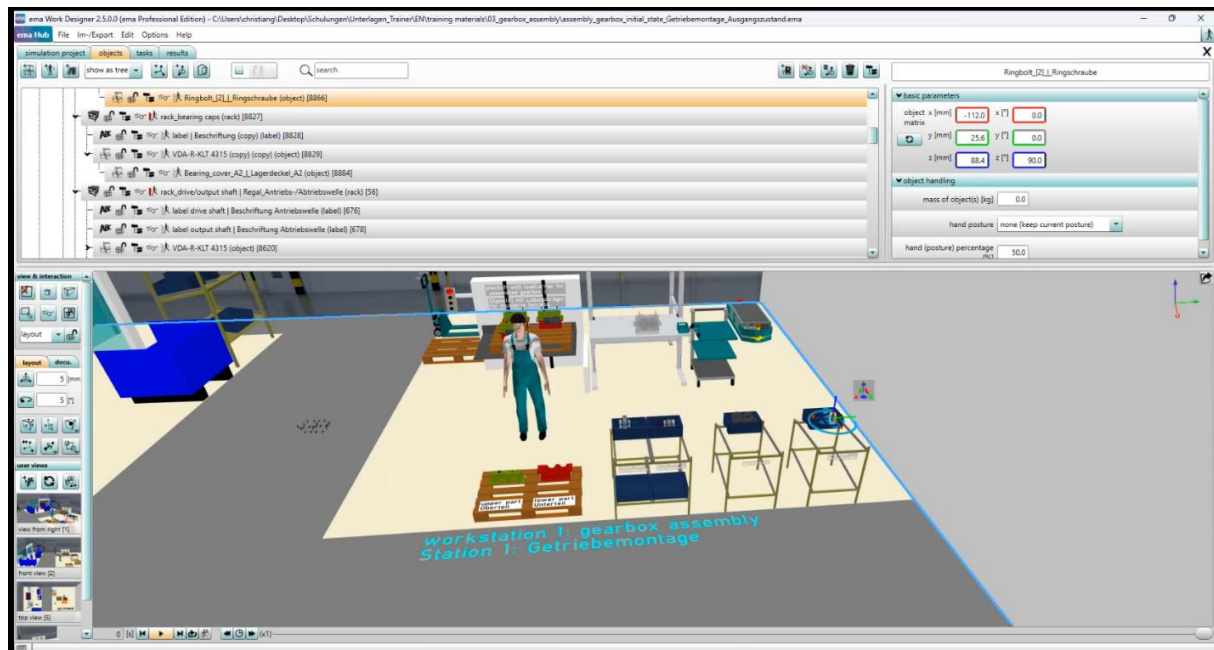 ema Work Designer 2.5.0.0 (ema Professional Edition) - C:\Users\christiang\Desktop\Schulungen\Unterlagen_Trainer\EN\training materials\03_gearbox_assembly\assembly_gearbox_initial_state_Getriebemontage_Ausgangszustand.ema
ema Hub File Im-/Export Edit Options Help
simulation project objects tasks results
show as tree search
Ringbolt_[2]_|_Ringschraube
Ringbolt_[2]_|_Ringschraube (object) [8866]
rack_bearing caps (rack) [8827]
label | Beschriftung (copy) (label) [8828]
VDA-R-KLT 4315 (copy) (copy) (object) [8829]
Bearing_cover_A2_|_Lagerdeckel_A2 (object) [8884]
rack_drive/output shaft | Regal_Antriebs-/Abtriebswelle (rack) [56]
label drive shaft | Beschriftung Antriebswelle (label) [676]
label output shaft | Beschriftung Abtriebswelle (label) [678]
VDA-R-KLT 4315 (object) [8620]
basic parameters
object matrix x [mm] -112.0 x [°] 0.0
y [mm] 25.6 y [°] 0.0
z [mm] 88.4 z [°] 90.0
object handling
mass of object(s) [kg] 0.0
hand posture none (keep current posture)
hand (posture) percentage [%] 50.0
view & interaction
layout
layout docu.
5 [mm]
5 [°]
user views
view from right [1]
front view [2]
top view [5]
upper part
Oberteil
lower part
Unterteil
workstation 1: gearbox assembly
Station 1: Getriebemontage
0 [s] (x1)